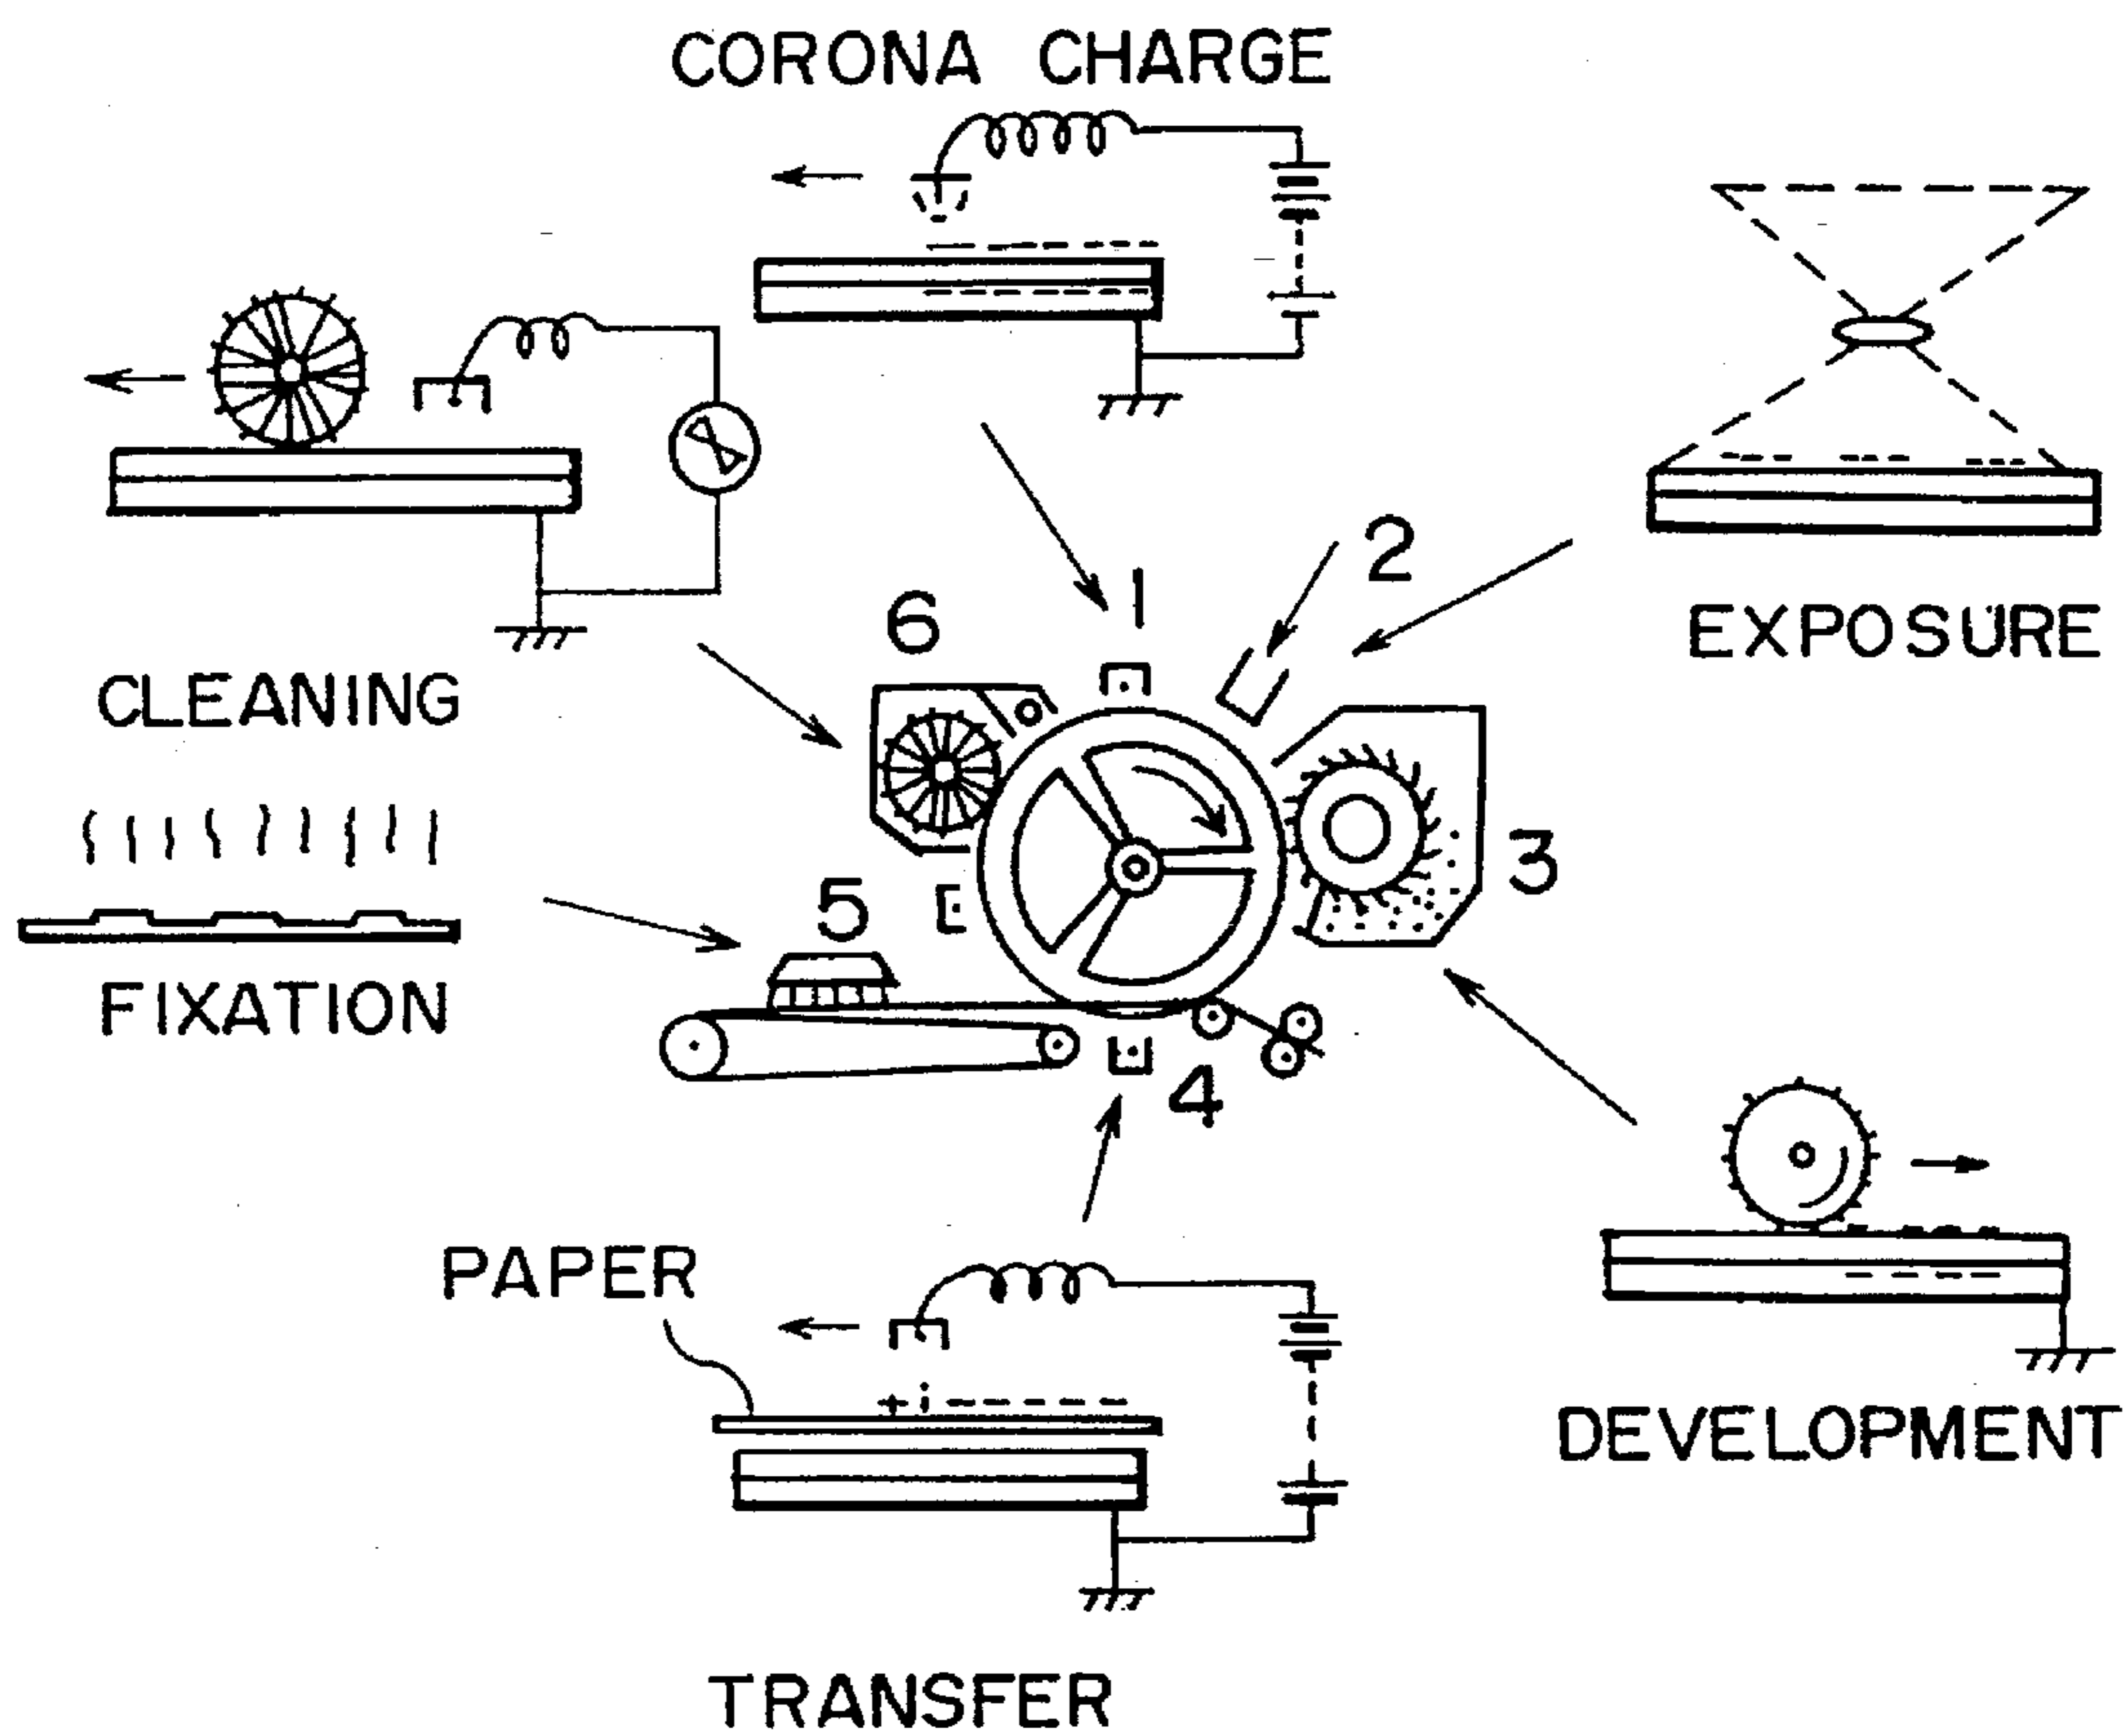 CORONA CHARGE
EXPOSURE
CLEANING
1
2
6
3
5
FIXATION
4
PAPER
DEVELOPMENT
TRANSFER